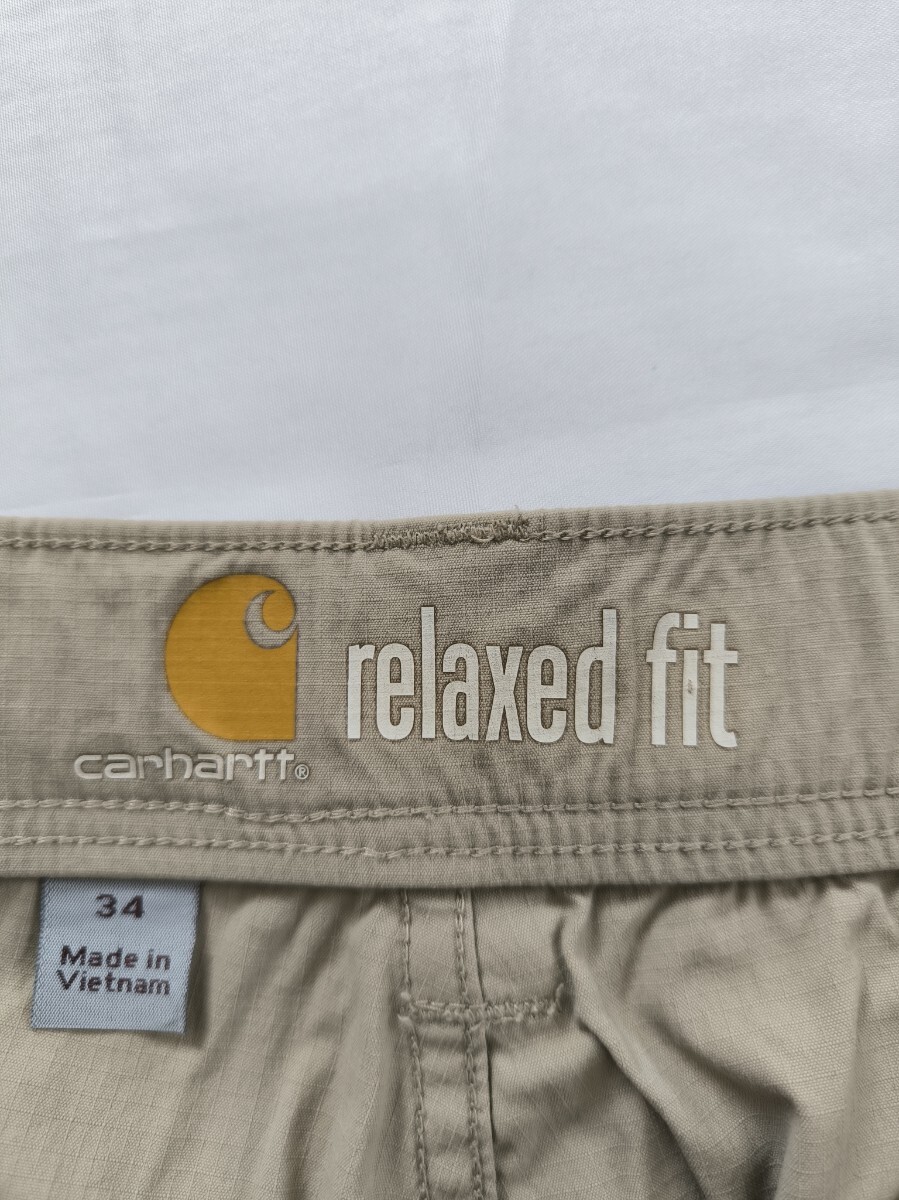 relaxed fit
carhartt®
34
Made in
Vietnam